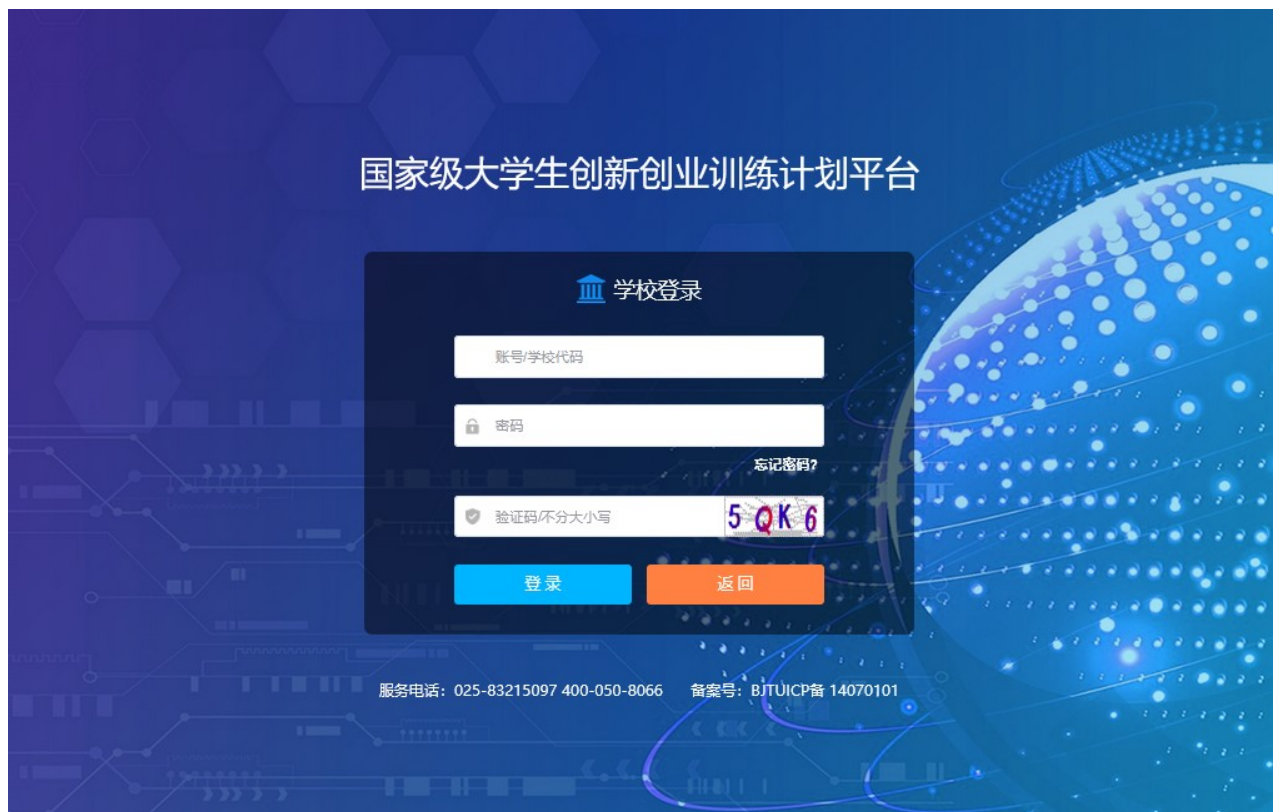 国家级大学生创新创业训练计划平台
学校登录
账号/学校代码
密码
忘记密码?
验证码/不分大小写 5 Q K 6
登录 返回
服务电话：025-83215097 400-050-8066 备案号：BJTUICP备 14070101